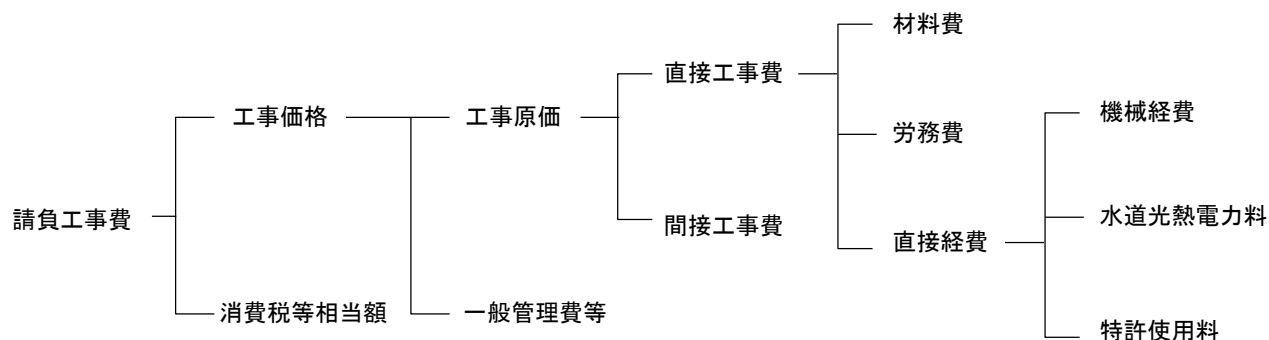 請負工事費
工事価格
消費税等相当額
工事原価
一般管理費等
直接工事費
間接工事費
材料費
労務費
直接経費
機械経費
水道光熱電力料
特許使用料